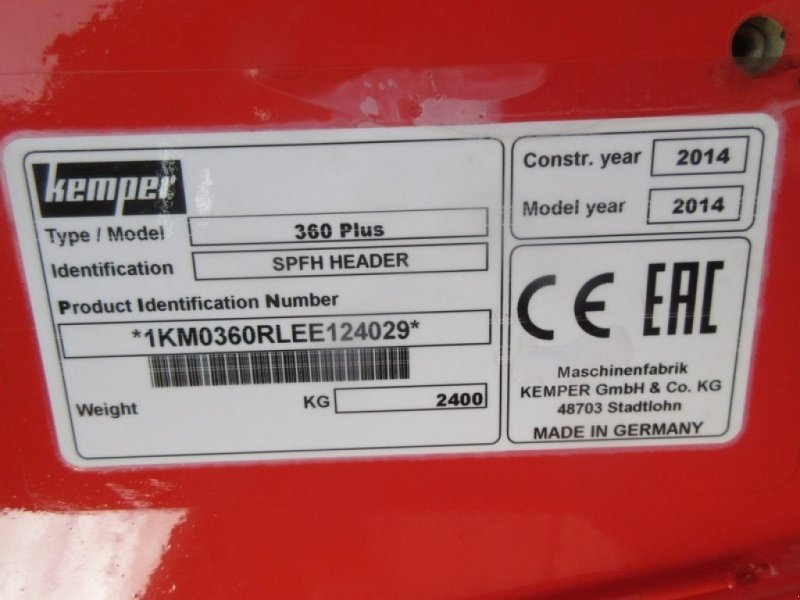 kemper
Type / Model 360 Plus
Identification SPFH HEADER
Product Identification Number
*1KM0360RLEE124029*
Weight KG 2400
Constr. year 2014
Model year 2014
CE EAC
Maschinenfabrik
KEMPER GmbH & Co. KG
48703 Stadtlohn
MADE IN GERMANY